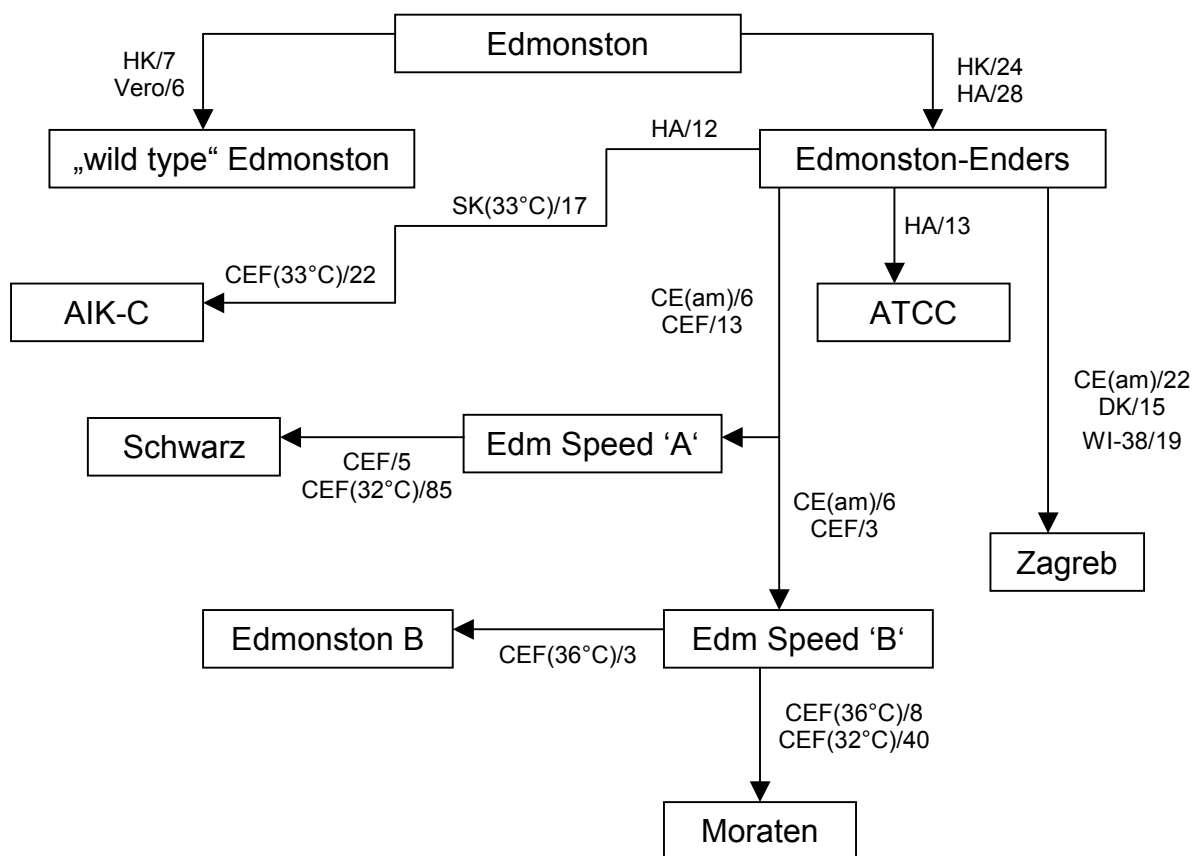 Edmonston
HK/7
Vero/6
HK/24
HA/28
HA/12
„wild type“ Edmonston
Edmonston-Enders
SK(33°C)/17
HA/13
CEF(33°C)/22
AIK-C
CE(am)/6
CEF/13
ATCC
CE(am)/22
DK/15
WI-38/19
Schwarz
Edm Speed ‘A‘
CEF/5
CEF(32°C)/85
CE(am)/6
CEF/3
Zagreb
Edmonston B
CEF(36°C)/3
Edm Speed ‘B‘
CEF(36°C)/8
CEF(32°C)/40
Moraten